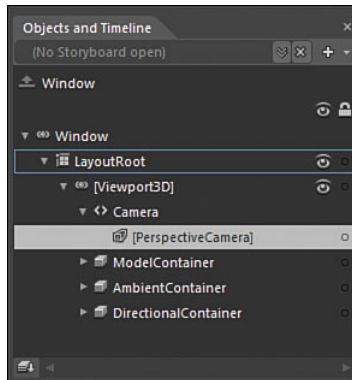 Objects and Timeline
(No Storyboard open)
Window
Window
LayoutRoot
[Viewport3D]
Camera
[PerspectiveCamera]
ModelContainer
AmbientContainer
DirectionalContainer